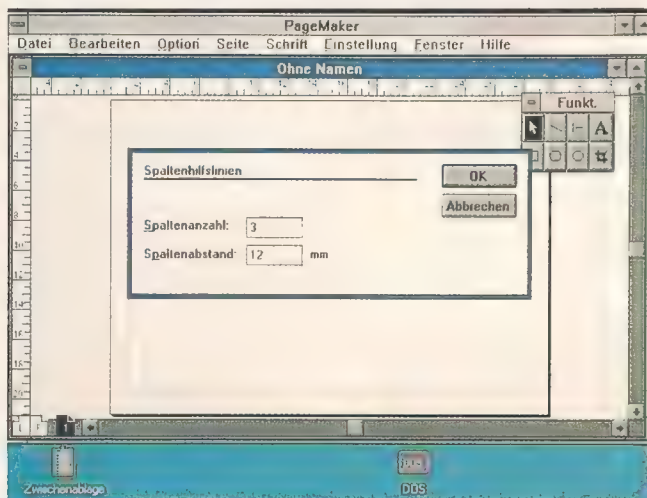 PageMaker
Datei Bearbeiten Option Seite Schrift Einstellung Fenster Hilfe
Ohne Namen
Funkt.
A
Spaltenhilfslinien
OK
Abbrechen
Spaltenanzahl: 3
Spaltenabstand: 12 mm
1
Zwischenablage
DOS